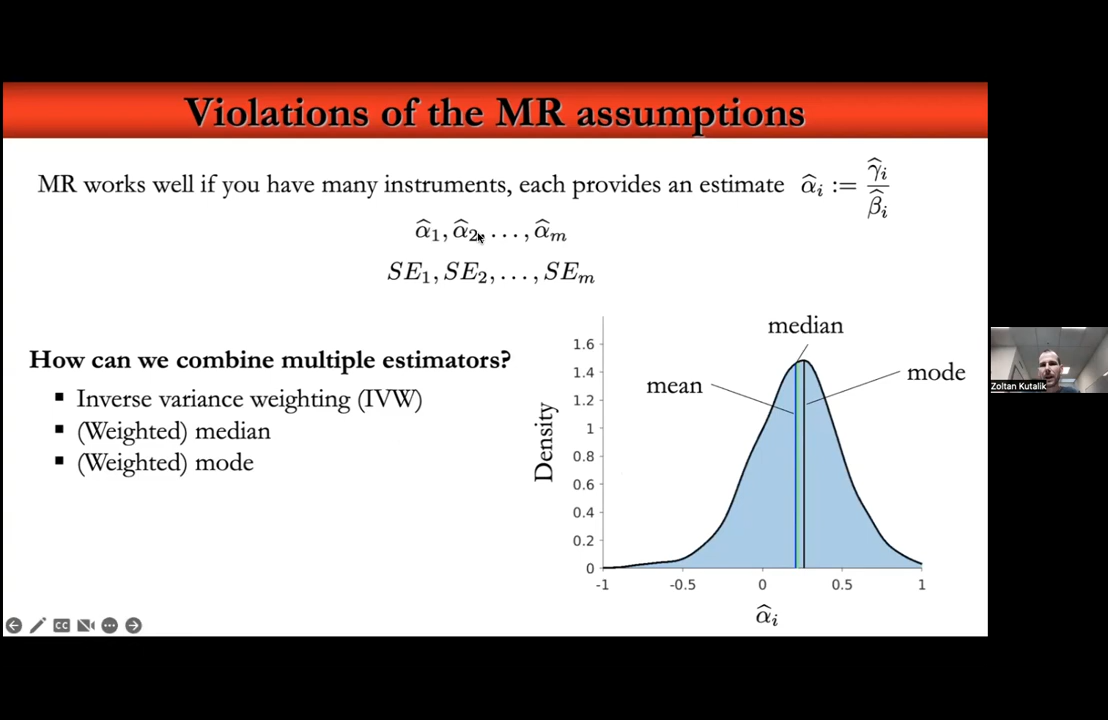 Violations of the MR assumptions
MR works well if you have many instruments, each provides an estimate α̂ᵢ := γ̂ᵢ / β̂ᵢ
α̂₁, α̂₂, . . . , α̂ₘ
SE₁, SE₂, . . . , SEₘ
How can we combine multiple estimators?
▪ Inverse variance weighting (IVW)
▪ (Weighted) median
▪ (Weighted) mode
median
mean
mode
Density
1.6
1.4
1.2
1
0.8
0.6
0.4
0.2
0
-1 -0.5 0 0.5 1
α̂ᵢ
CC
Zoltan Kutalik